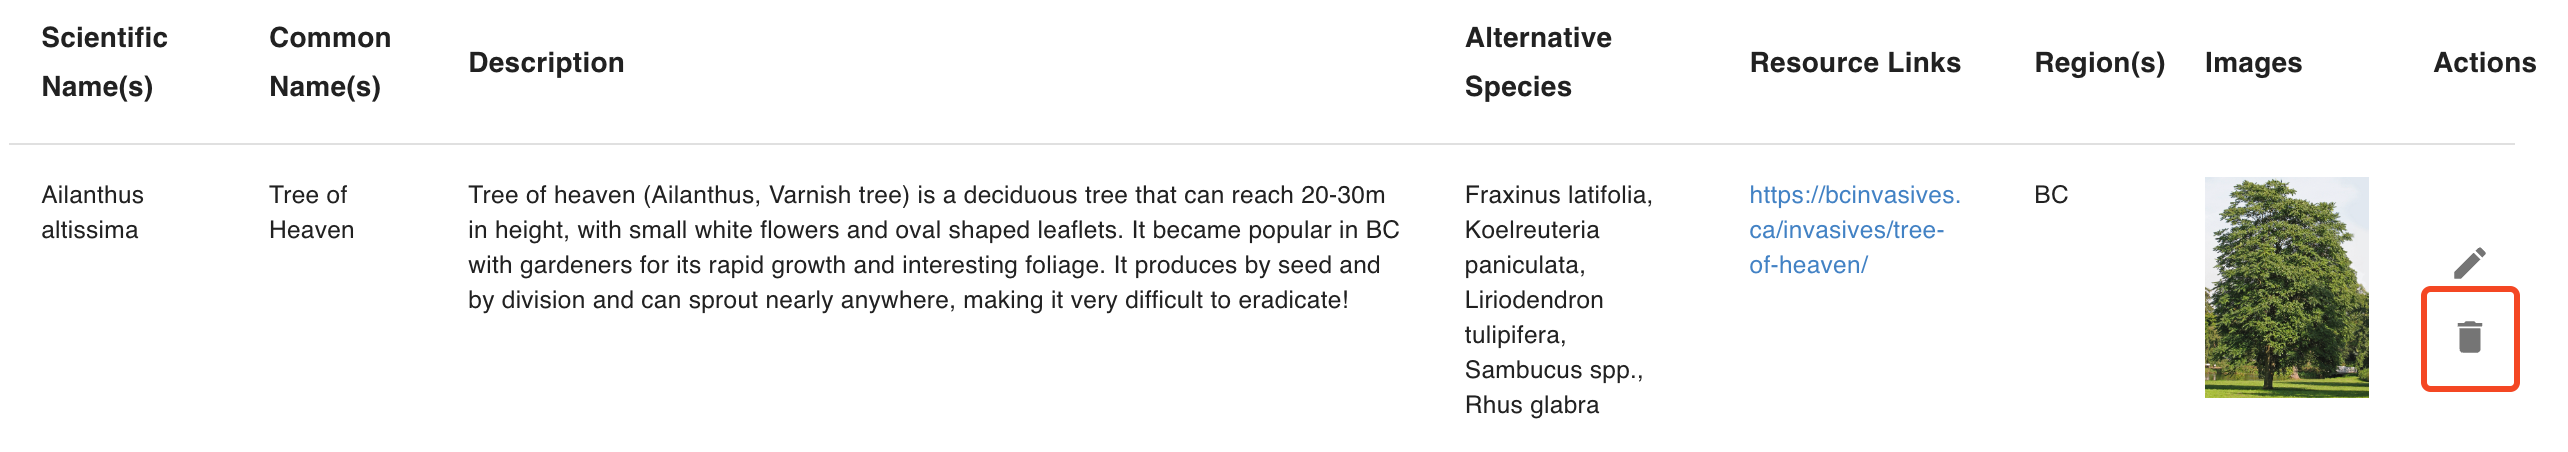 Scientific Name(s)
Common Name(s)
Description
Alternative Species
Resource Links
Region(s)
Images
Actions
Ailanthus
altissima
Tree of
Heaven
Tree of heaven (Ailanthus, Varnish tree) is a deciduous tree that can reach 20-30m
in height, with small white flowers and oval shaped leaflets. It became popular in BC
with gardeners for its rapid growth and interesting foliage. It produces by seed and
by division and can sprout nearly anywhere, making it very difficult to eradicate!
Fraxinus latifolia,
Koelreuteria
paniculata,
Liriodendron
tulipifera,
Sambucus spp.,
Rhus glabra
https://bcinvasives.
ca/invasives/tree-
of-heaven/
BC